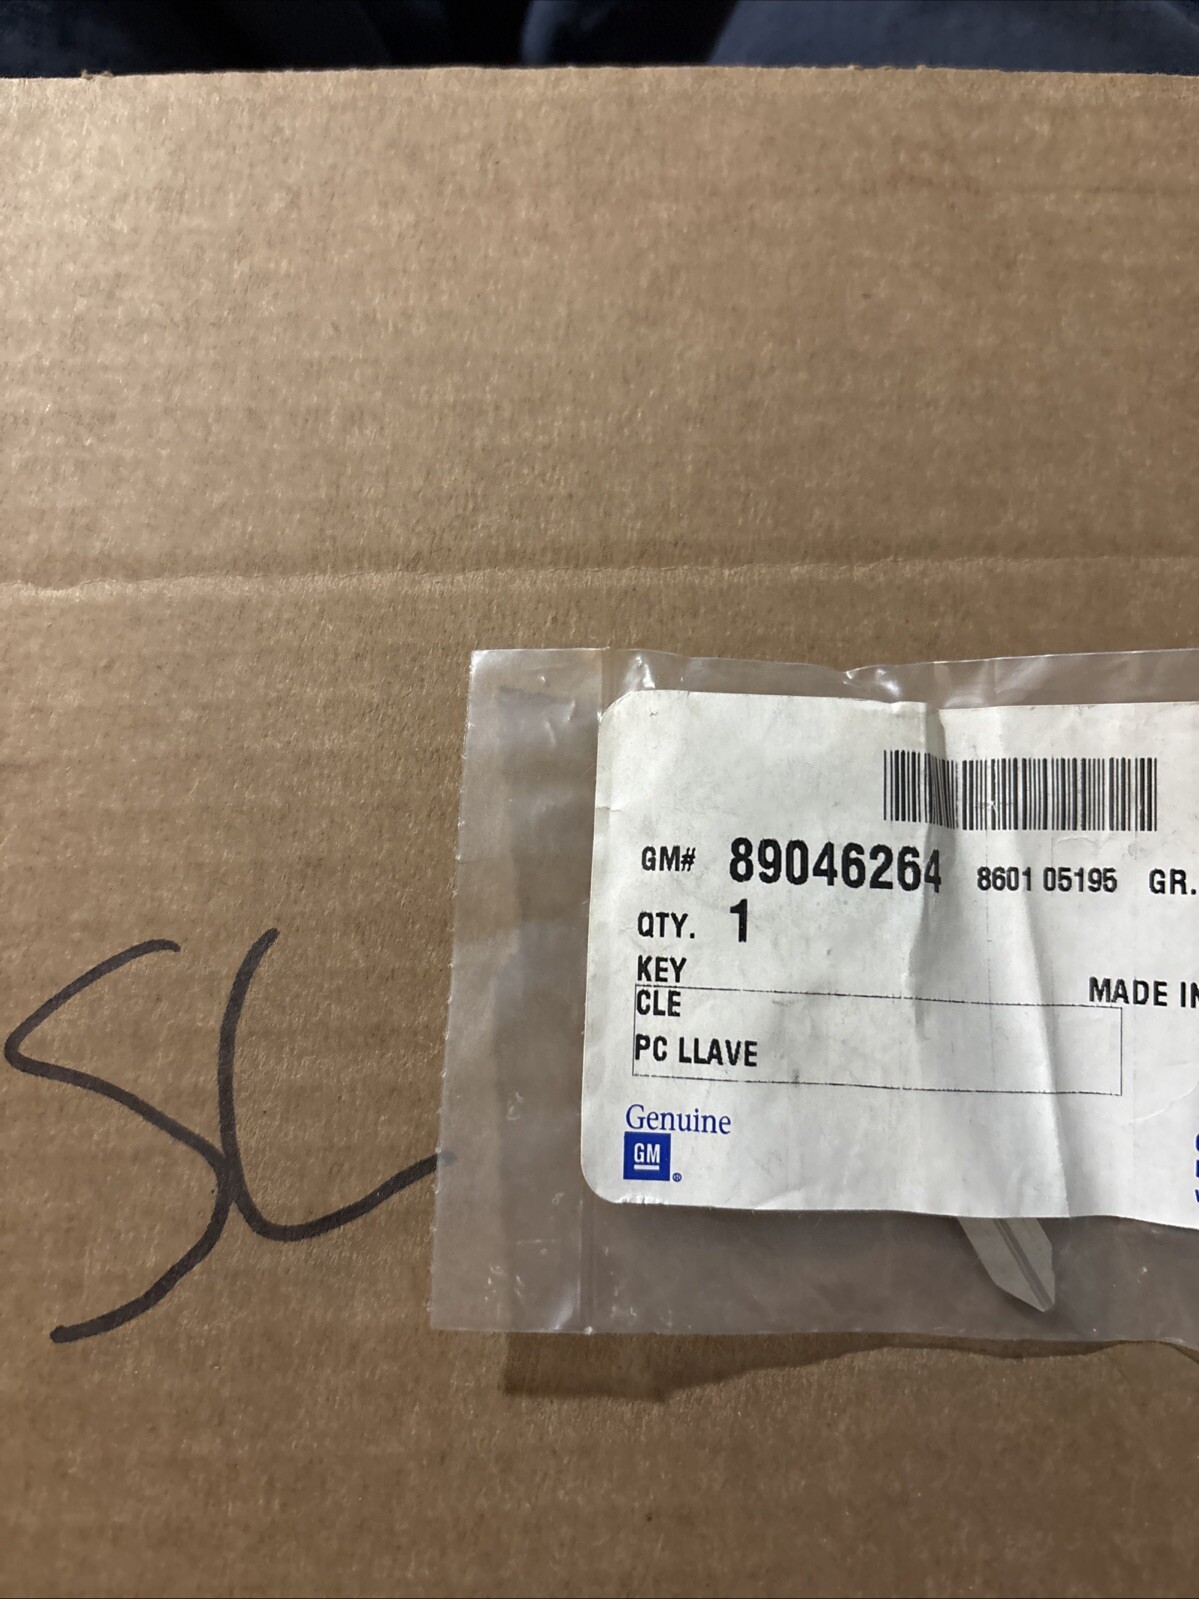 GM# 89046264 8601 05195 GR.
QTY. 1
KEY
CLE
MADE IN
PC LLAVE
Genuine
GM
SL